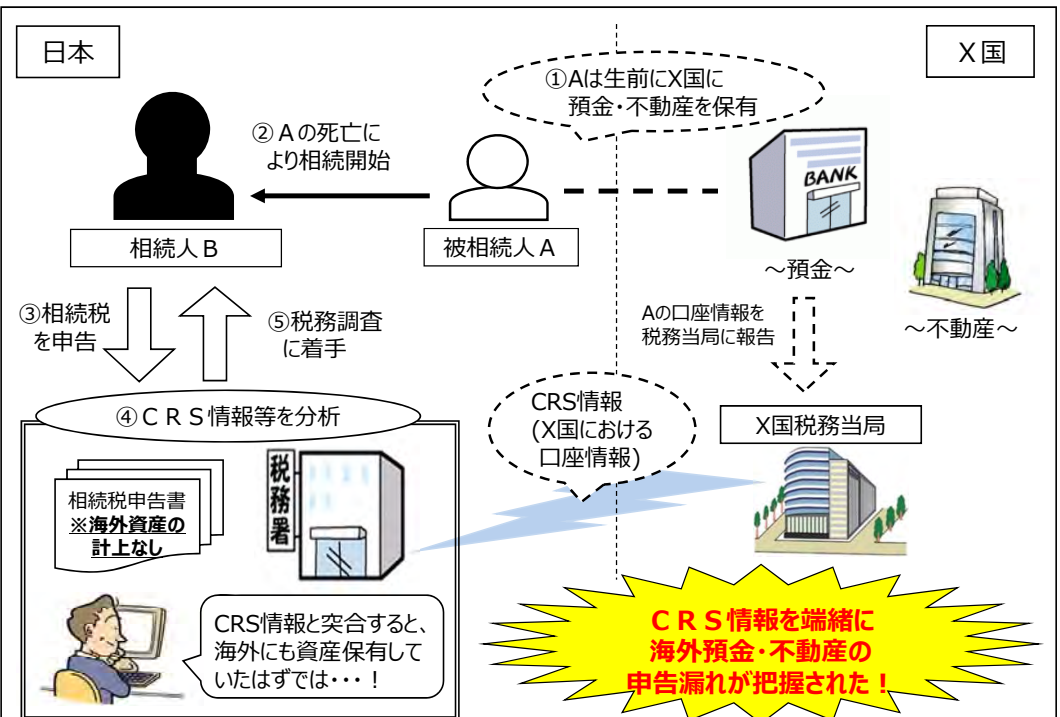 日本
X国
①Aは生前にX国に
預金・不動産を保有
②Aの死亡に
より相続開始
BANK
相続人B
被相続人A
～預金～
～不動産～
③相続税
を申告
⑤税務調査
に着手
Aの口座情報を
税務当局に報告
④CRS情報等を分析
CRS情報
(X国における
口座情報)
X国税務当局
相続税申告書
※海外資産の
計上なし
税務署
CRS情報と突合すると、
海外にも資産保有して
いたはずでは・・・！
CRS情報を端緒に
海外預金・不動産の
申告漏れが把握された！